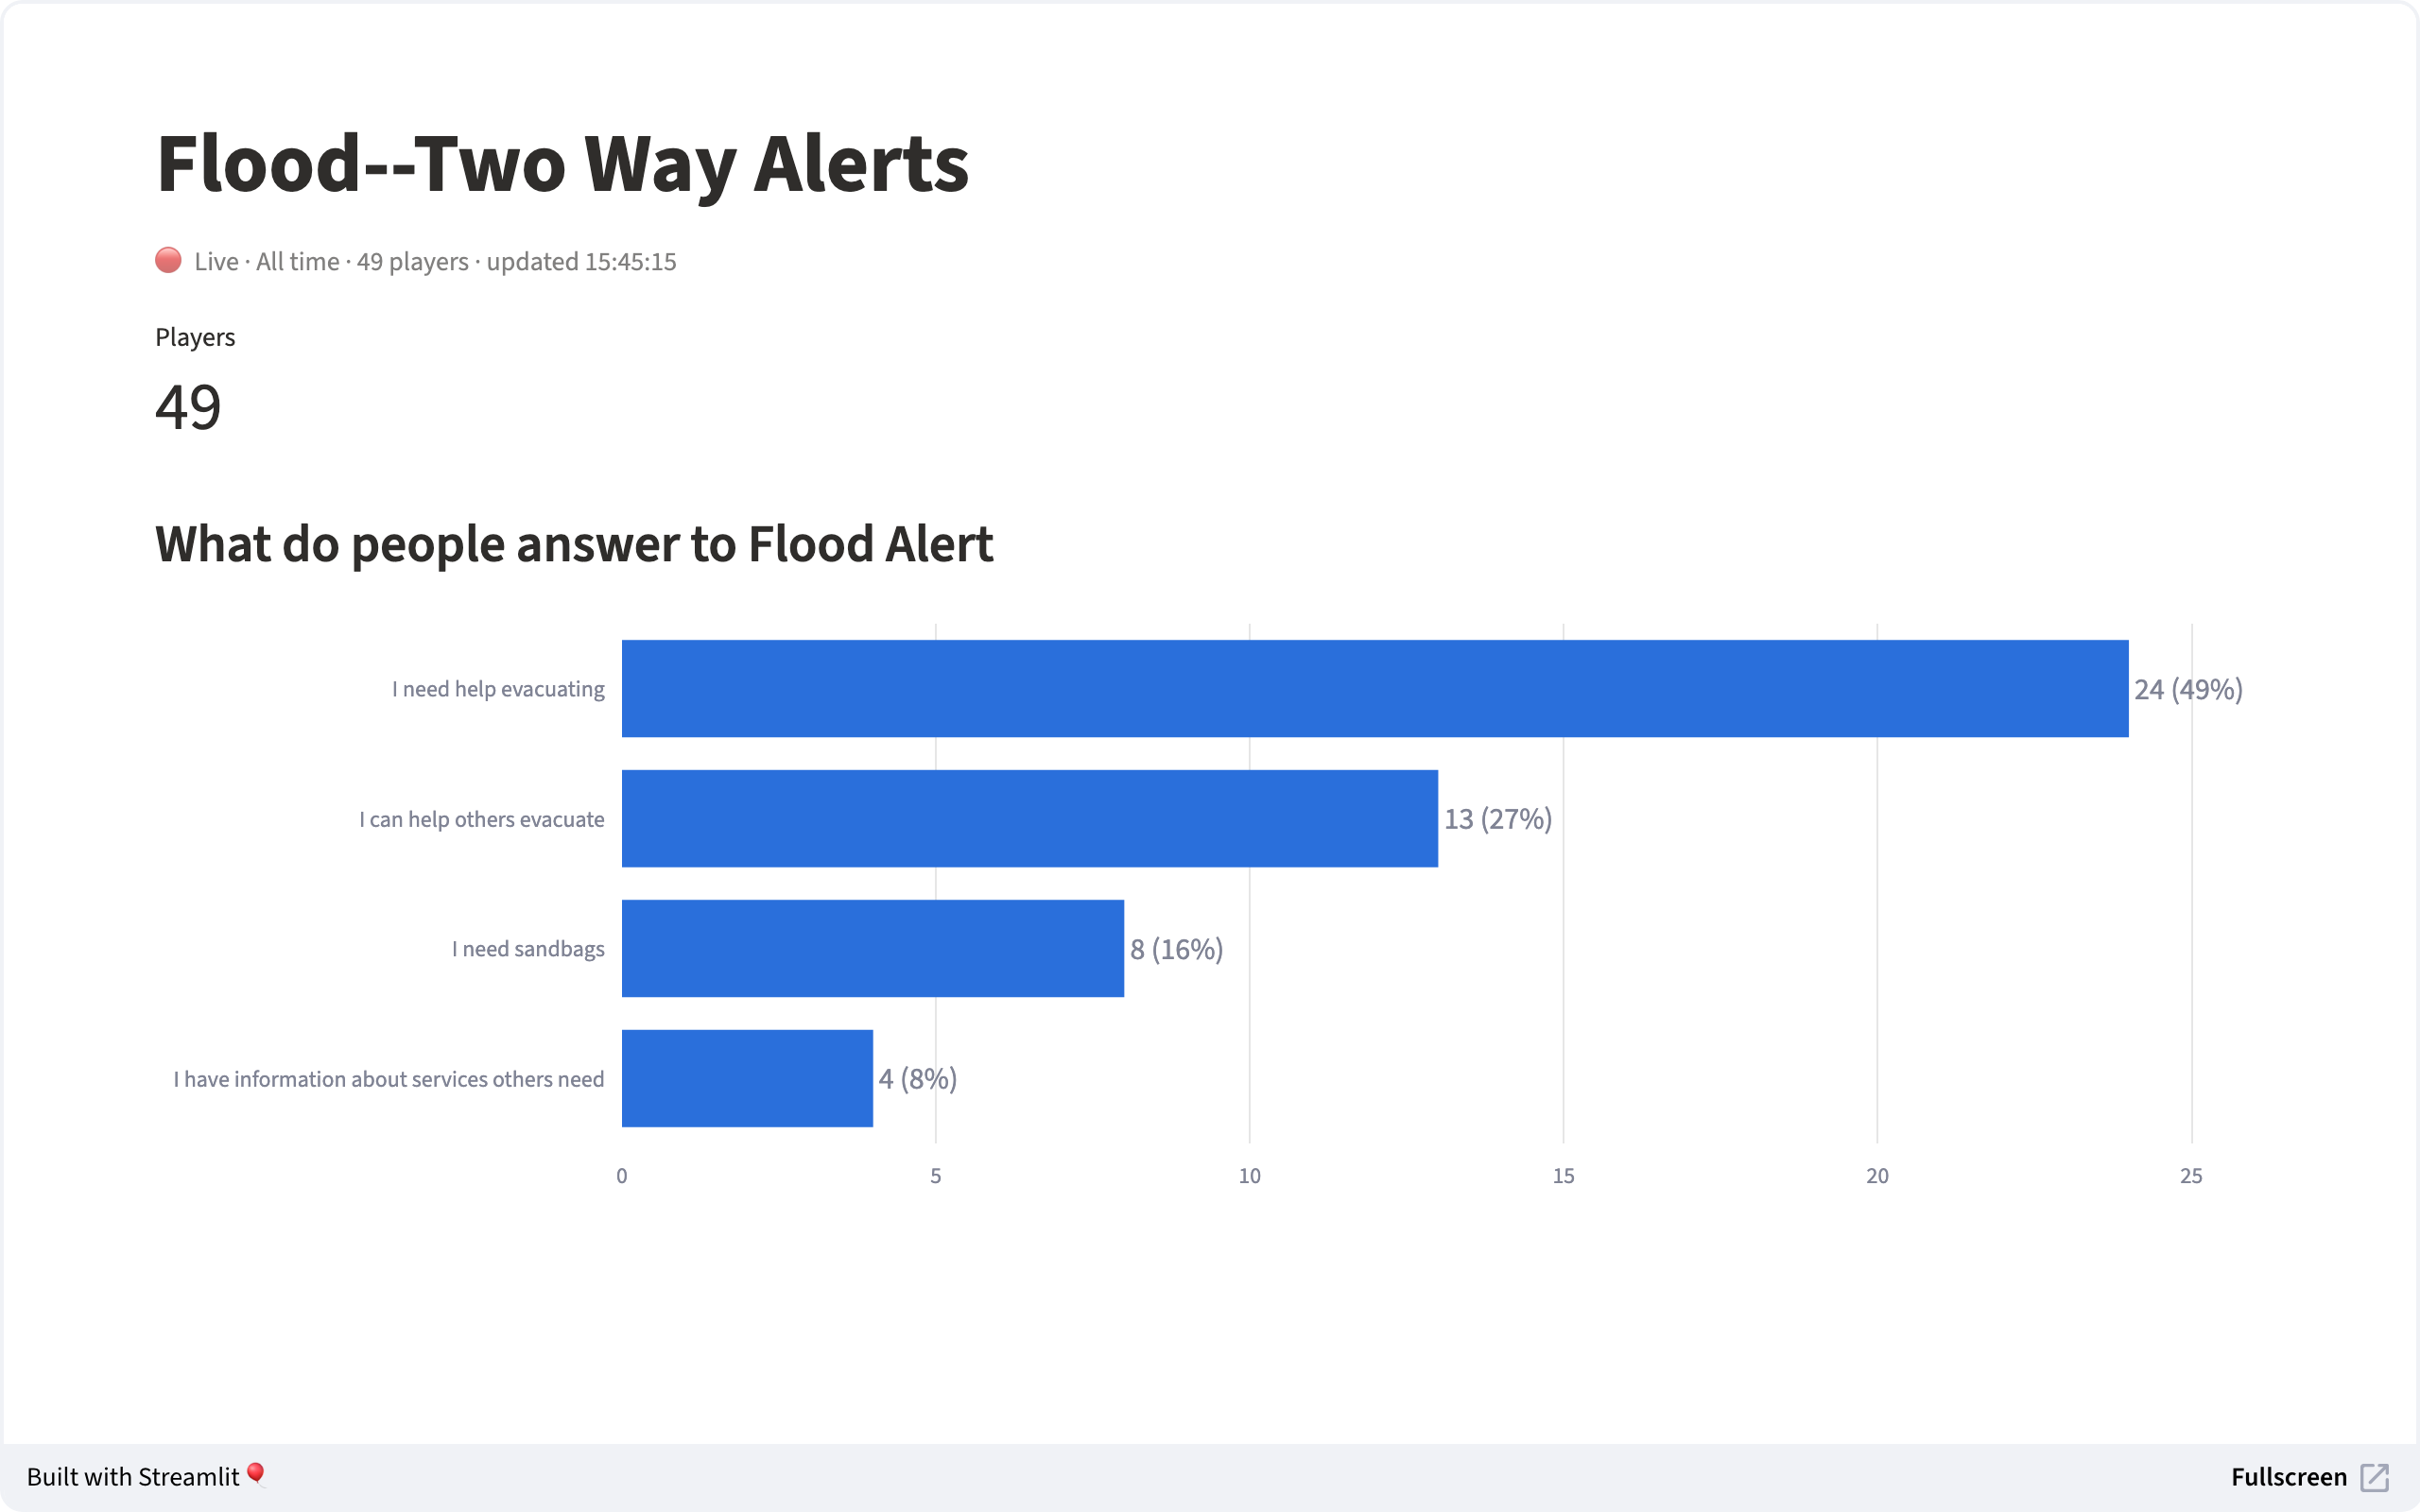 Flood--Two Way Alerts
Live · All time · 49 players · updated 15:45:15
Players
49
What do people answer to Flood Alert
I need help evacuating 24 (49%)
I can help others evacuate 13 (27%)
I need sandbags 8 (16%)
I have information about services others need 4 (8%)
0 5 10 15 20 25
Built with Streamlit
Fullscreen